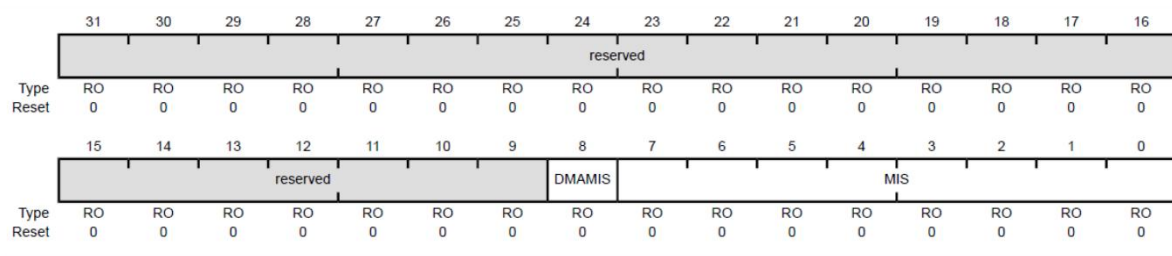 31 30 29 28 27 26 25 24 23 22 21 20 19 18 17 16
reserved
Type RO RO RO RO RO RO RO RO RO RO RO RO RO RO RO RO
Reset 0 0 0 0 0 0 0 0 0 0 0 0 0 0 0 0
15 14 13 12 11 10 9 8 7 6 5 4 3 2 1 0
reserved DMAMIS MIS
Type RO RO RO RO RO RO RO RO RO RO RO RO RO RO RO RO
Reset 0 0 0 0 0 0 0 0 0 0 0 0 0 0 0 0